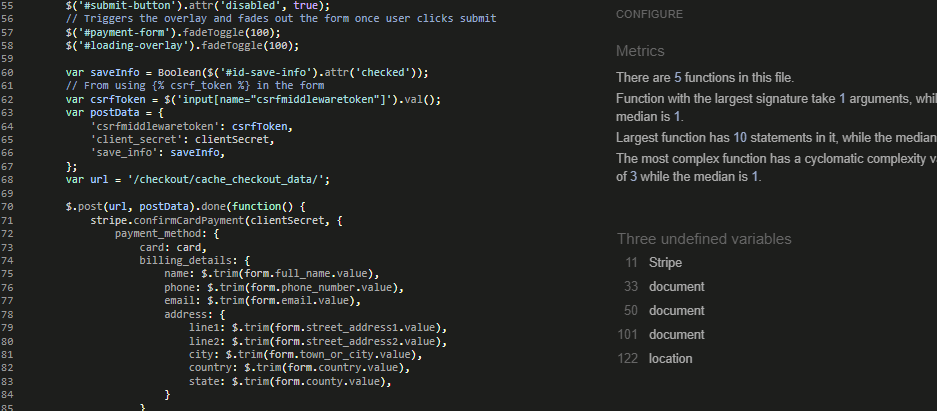 55 $('#submit-button').attr('disabled', true);
56 // Triggers the overlay and fades out the form once user clicks submit
57 $('#payment-form').fadeToggle(100);
58 $('#loading-overlay').fadeToggle(100);
59
60 var saveInfo = Boolean($('#id-save-info').attr('checked'));
61 // From using {% csrf_token %} in the form
62 var csrfToken = $('input[name="csrfmiddlewaretoken"]').val();
63 var postData = {
64 'csrfmiddlewaretoken': csrfToken,
65 'client_secret': clientSecret,
66 'save_info': saveInfo,
67 };
68 var url = '/checkout/cache_checkout_data/';
69
70 $.post(url, postData).done(function() {
71 stripe.confirmCardPayment(clientSecret, {
72 payment_method: {
73 card: card,
74 billing_details: {
75 name: $.trim(form.full_name.value),
76 phone: $.trim(form.phone_number.value),
77 email: $.trim(form.email.value),
78 address: {
79 line1: $.trim(form.street_address1.value),
80 line2: $.trim(form.street_address2.value),
81 city: $.trim(form.town_or_city.value),
82 country: $.trim(form.country.value),
83 state: $.trim(form.county.value),
84 }
85 }
CONFIGURE
Metrics
There are 5 functions in this file.
Function with the largest signature take 1 arguments, whil
median is 1.
Largest function has 10 statements in it, while the median
The most complex function has a cyclomatic complexity v
of 3 while the median is 1.
Three undefined variables
11 Stripe
33 document
50 document
101 document
122 location